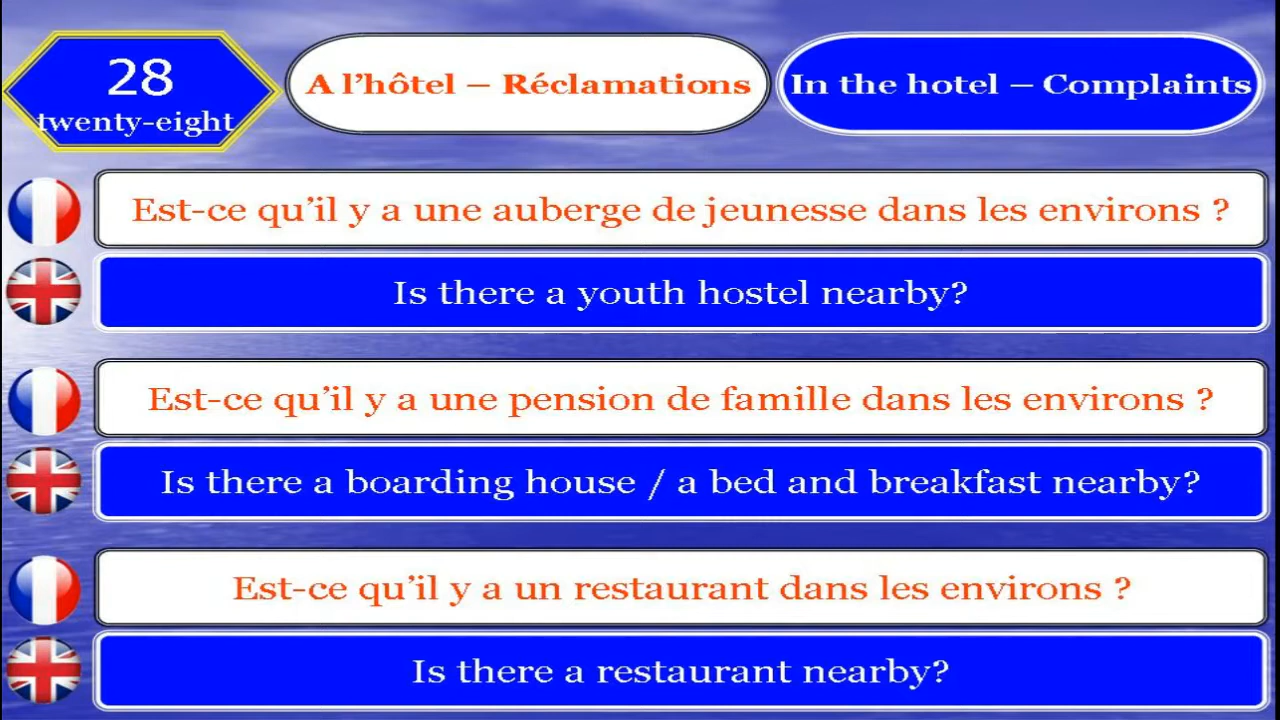 28
twenty-eight
A l’hôtel – Réclamations
In the hotel – Complaints
Est-ce qu’il y a une auberge de jeunesse dans les environs ?
Is there a youth hostel nearby?
Est-ce qu’il y a une pension de famille dans les environs ?
Is there a boarding house / a bed and breakfast nearby?
Est-ce qu’il y a un restaurant dans les environs ?
Is there a restaurant nearby?